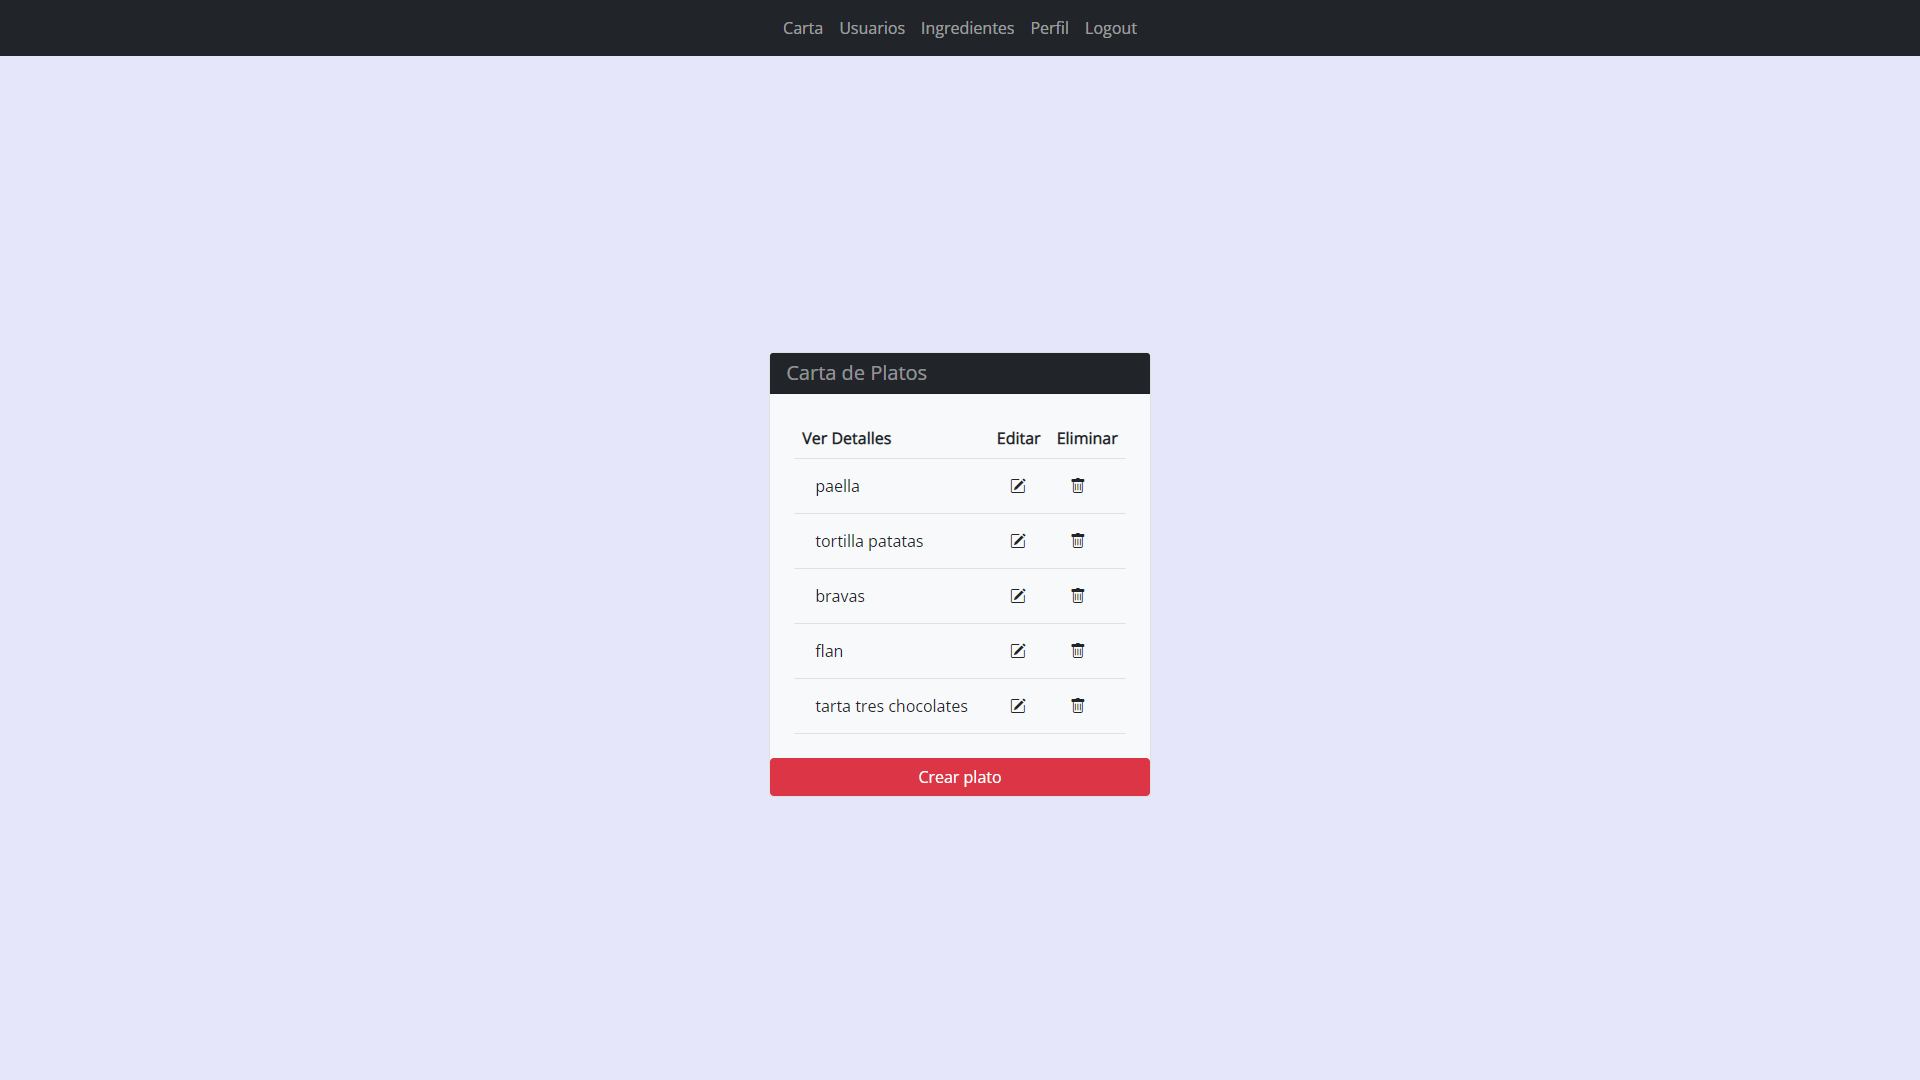 Carta Usuarios Ingredientes Perfil Logout
Carta de Platos
Ver Detalles Editar Eliminar
paella
tortilla patatas
bravas
flan
tarta tres chocolates
Crear plato